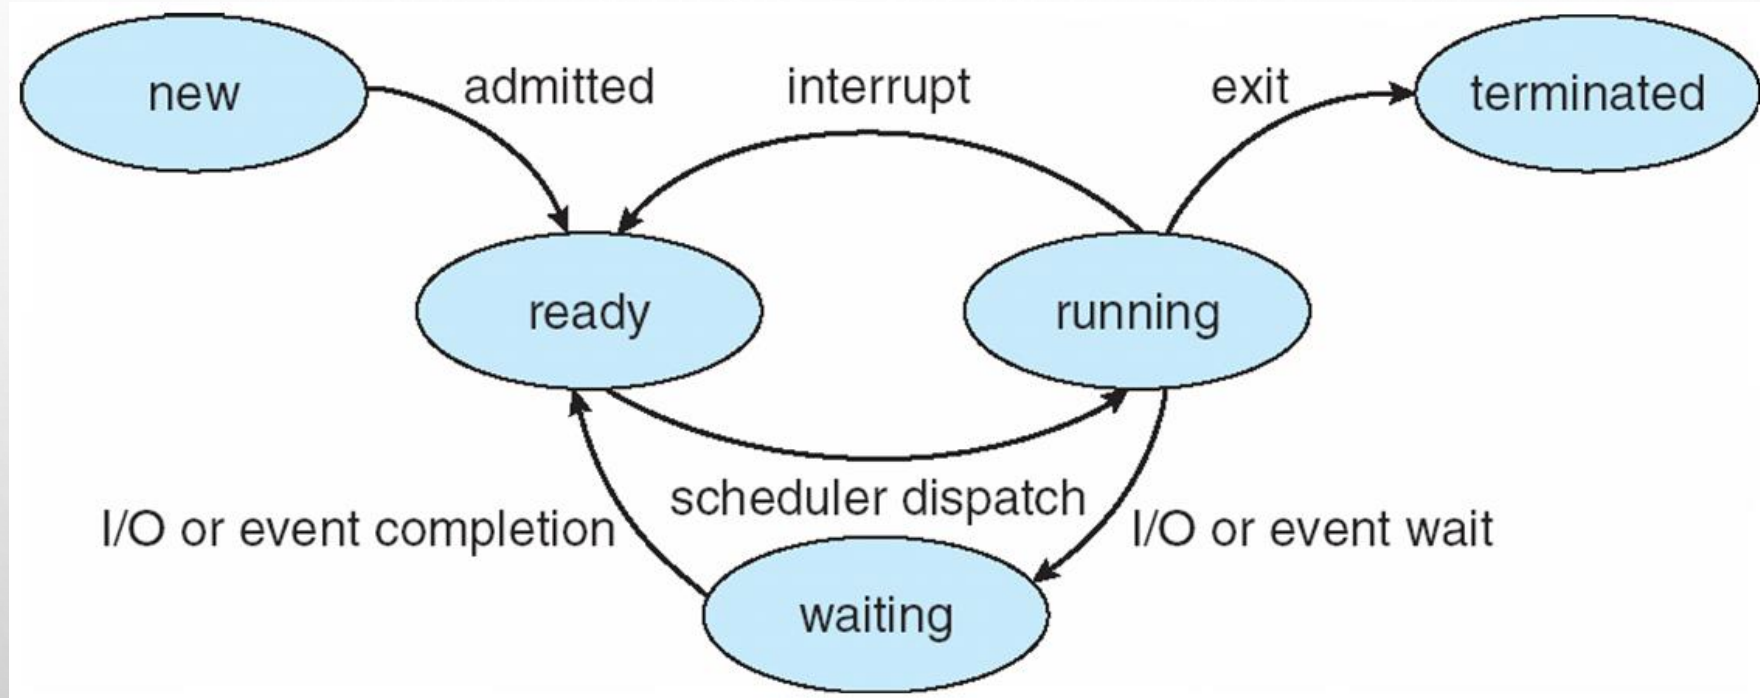 new
admitted
interrupt
exit
terminated
ready
running
scheduler dispatch
I/O or event completion
I/O or event wait
waiting